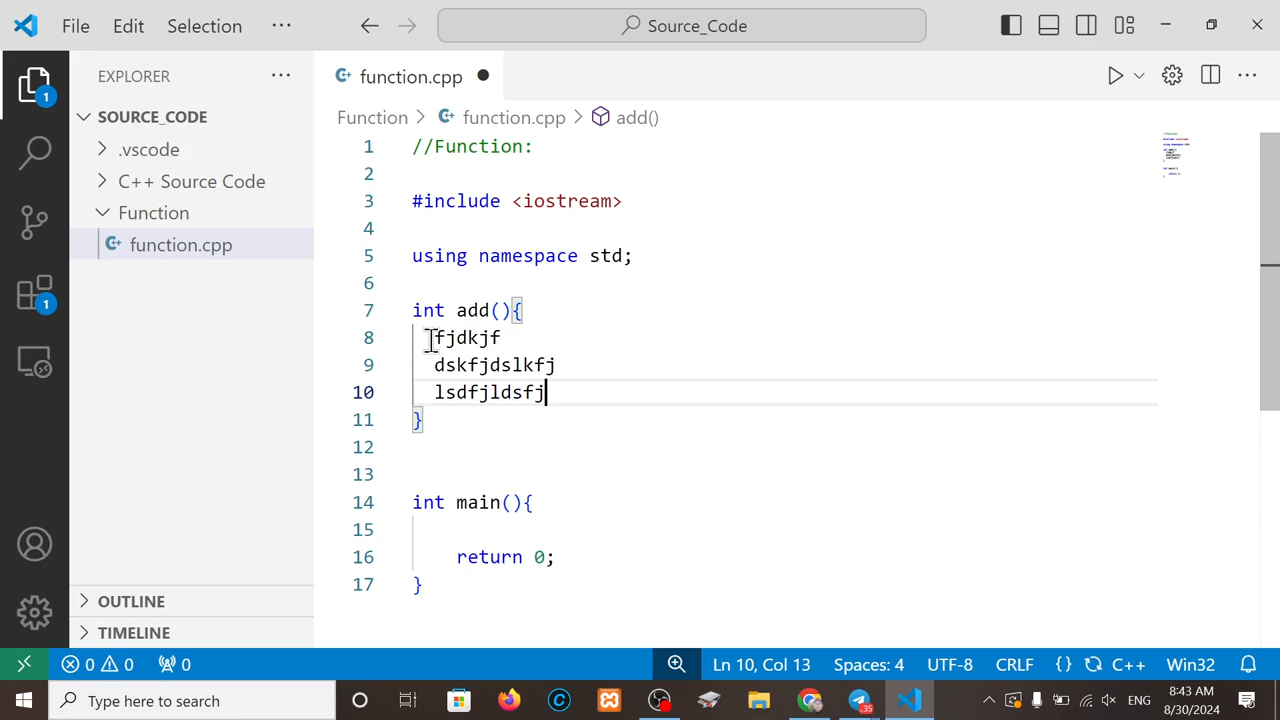 File Edit Selection ··· Source_Code
EXPLORER ··· function.cpp
SOURCE_CODE
Function > function.cpp > add()
.vscode
C++ Source Code
Function
function.cpp
1 //Function:
2
3 #include <iostream>
4
5 using namespace std;
6
7 int add(){
8 fjdkjf
9 dskfjdslkfj
10 lsdfjldsfj
11 }
12
13
14 int main(){
15
16 return 0;
17 }
1
1
OUTLINE
TIMELINE
0 0 0 Ln 10, Col 13 Spaces: 4 UTF-8 CRLF {} C++ Win32
Type here to search 35 ENG 8:43 AM
8/30/2024